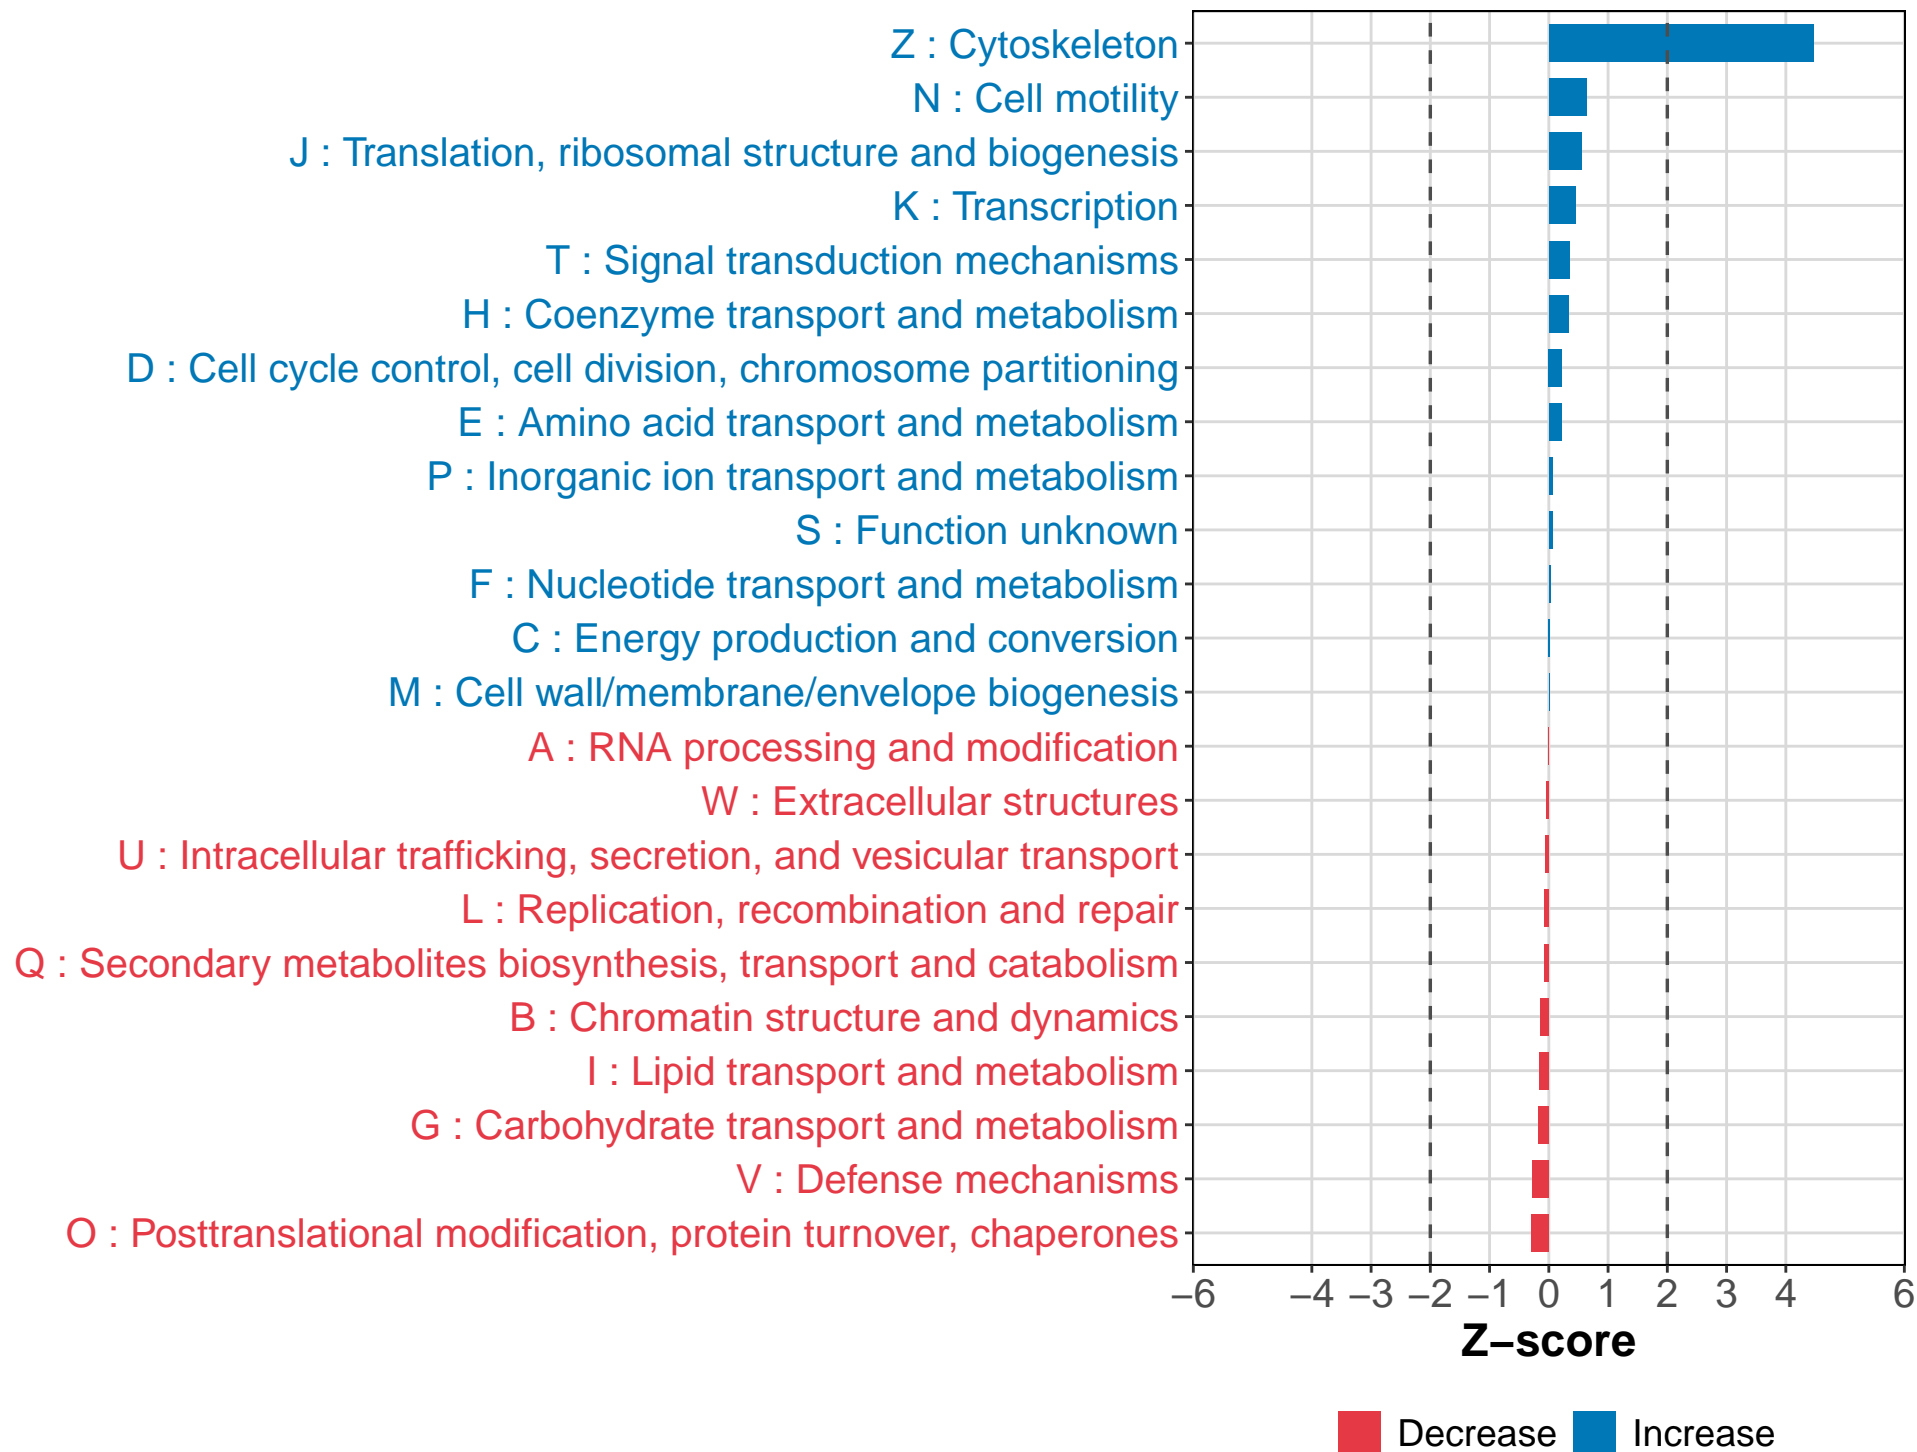 Z : Cytoskeleton
N : Cell motility
J : Translation, ribosomal structure and biogenesis
K : Transcription
T : Signal transduction mechanisms
H : Coenzyme transport and metabolism
D : Cell cycle control, cell division, chromosome partitioning
E : Amino acid transport and metabolism
P : Inorganic ion transport and metabolism
S : Function unknown
F : Nucleotide transport and metabolism
C : Energy production and conversion
M : Cell wall/membrane/envelope biogenesis
A : RNA processing and modification
W : Extracellular structures
U : Intracellular trafficking, secretion, and vesicular transport
L : Replication, recombination and repair
Q : Secondary metabolites biosynthesis, transport and catabolism
B : Chromatin structure and dynamics
I : Lipid transport and metabolism
G : Carbohydrate transport and metabolism
V : Defense mechanisms
O : Posttranslational modification, protein turnover, chaperones
−6 −4 −3 −2 −1 0 1 2 3 4 6
Z−score
Decrease Increase